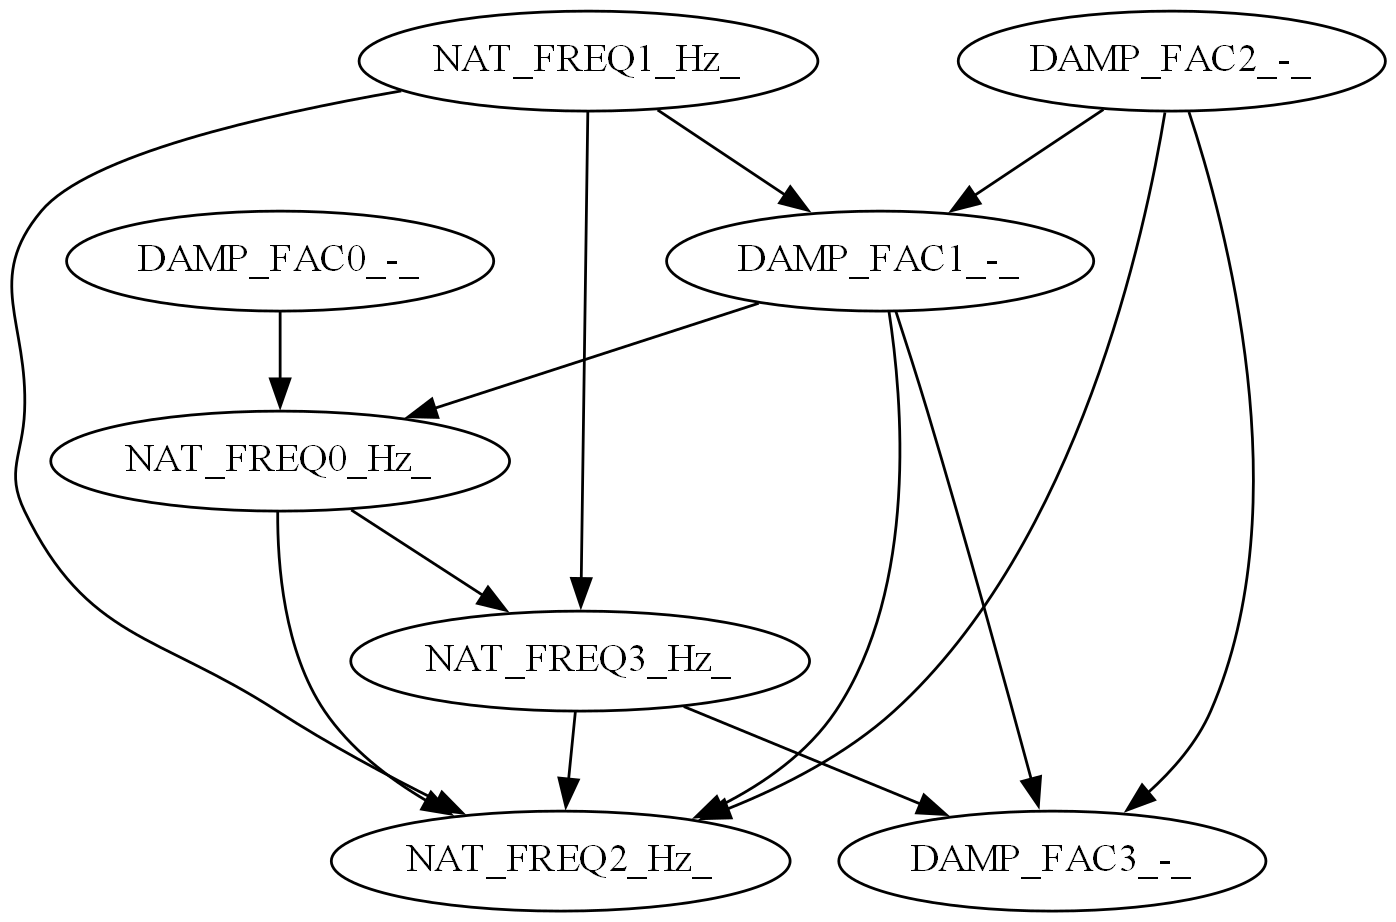 NAT_FREQ1_Hz_
DAMP_FAC2_-_
DAMP_FAC0_-_
DAMP_FAC1_-_
NAT_FREQ0_Hz_
NAT_FREQ3_Hz_
NAT_FREQ2_Hz_
DAMP_FAC3_-_